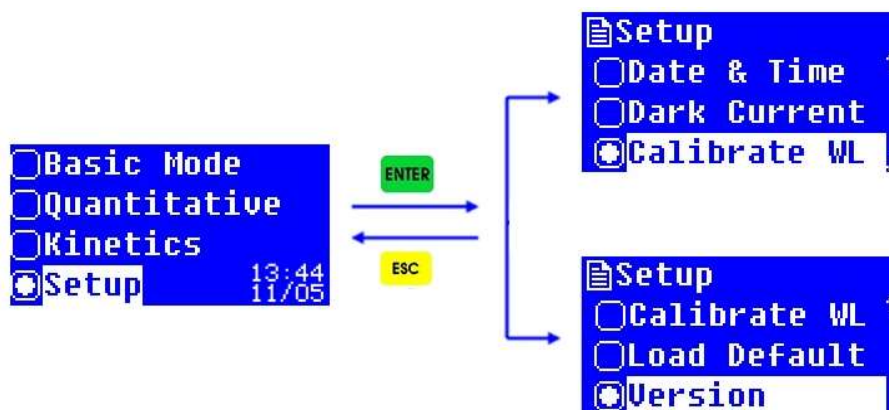 Basic Mode
Quantitative
Kinetics
Setup
13:44
11/05
ENTER
ESC
Setup
Date & Time
Dark Current
Calibrate WL
Setup
Calibrate WL
Load Default
Version